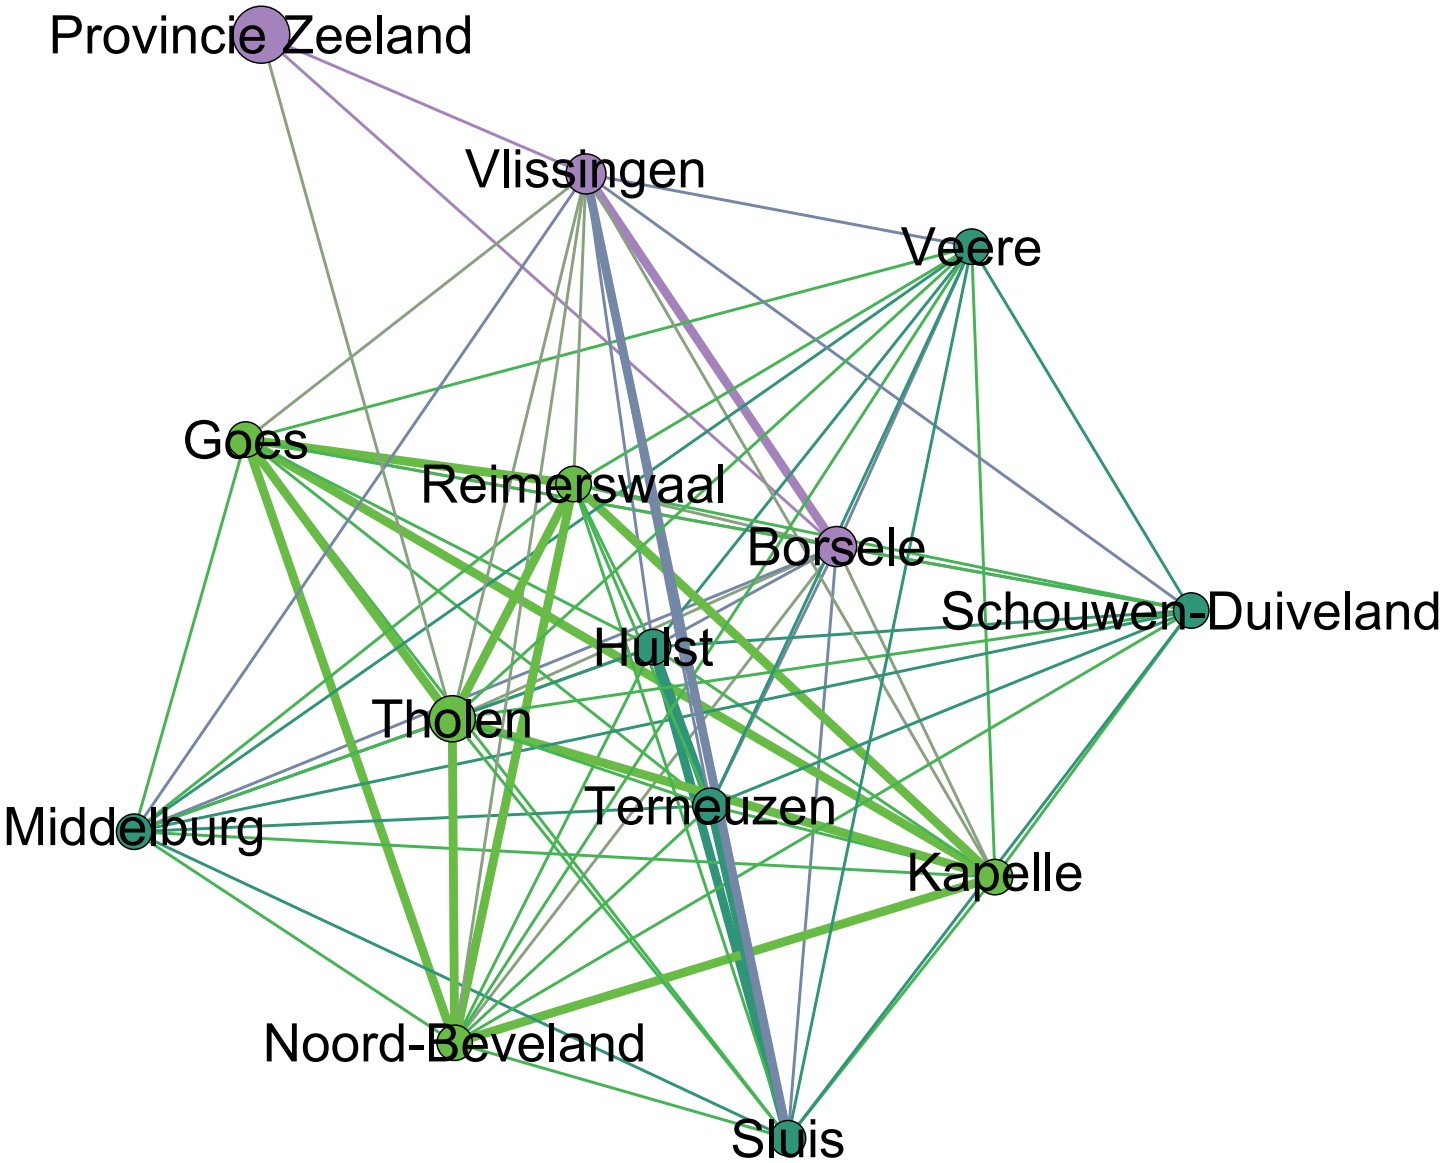 Provincie Zeeland
Vlissingen
Veere
Goes
Reimerswaal
Borsele
Schouwen-Duiveland
Hulst
Tholen
Terneuzen
Middelburg
Kapelle
Noord-Beveland
Sluis